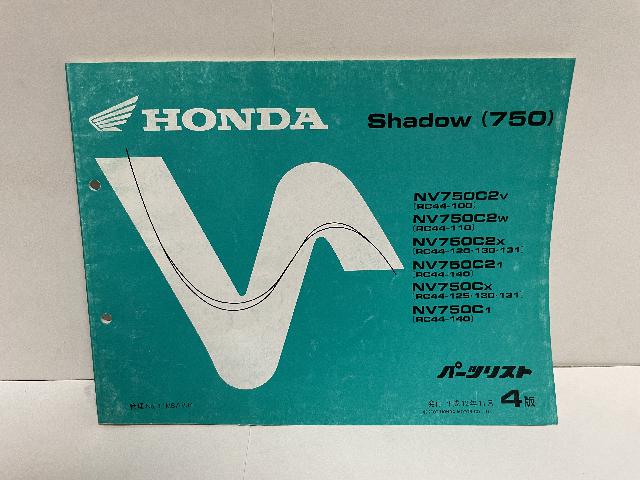 HONDA
Shadow (750)
NV750C2V
(RC44-100)
NV750C2W
(RC44-110)
NV750C2X
(RC44-125・130・131)
NV750C21
(RC44-140)
NV750CX
(RC44-125・130・131)
NV750C1
(RC44-140)
パーツリスト
4版